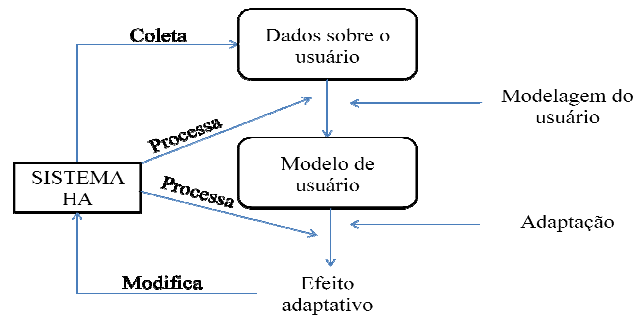 Coleta
Dados sobre o
usuário
Modelagem do
usuário
Processa
Modelo de
usuário
SISTEMA
HA
Processa
Adaptação
Modifica
Efeito
adaptativo